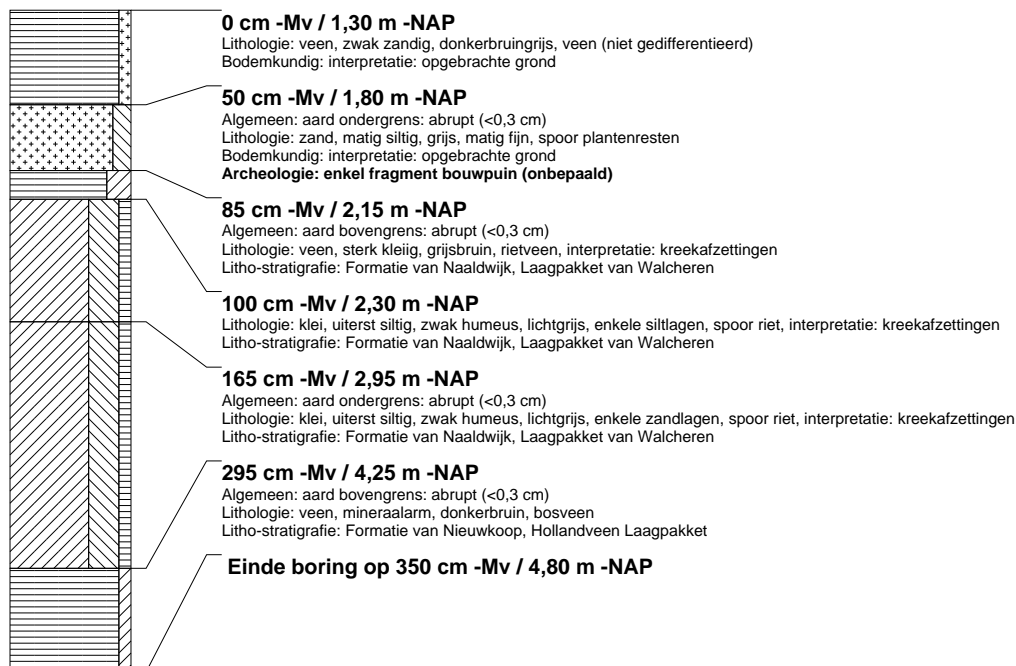 0 cm -Mv / 1,30 m -NAP
Lithologie: veen, zwak zandig, donkerbruingrijs, veen (niet gedifferentieerd)
Bodemkundig: interpretatie: opgebrachte grond
50 cm -Mv / 1,80 m -NAP
Algemeen: aard ondergrens: abrupt (<0,3 cm)
Lithologie: zand, matig siltig, grijs, matig fijn, spoor plantenresten
Bodemkundig: interpretatie: opgebrachte grond
Archeologie: enkel fragment bouwpuin (onbepaald)
85 cm -Mv / 2,15 m -NAP
Algemeen: aard bovengrens: abrupt (<0,3 cm)
Lithologie: veen, sterk kleiig, grijsbruin, rietveen, interpretatie: kreekafzettingen
Litho-stratigrafie: Formatie van Naaldwijk, Laagpakket van Walcheren
100 cm -Mv / 2,30 m -NAP
Lithologie: klei, uiterst siltig, zwak humeus, lichtgrijs, enkele siltlagen, spoor riet, interpretatie: kreekafzettingen
Litho-stratigrafie: Formatie van Naaldwijk, Laagpakket van Walcheren
165 cm -Mv / 2,95 m -NAP
Algemeen: aard ondergrens: abrupt (<0,3 cm)
Lithologie: klei, uiterst siltig, zwak humeus, lichtgrijs, enkele zandlagen, spoor riet, interpretatie: kreekafzettingen
Litho-stratigrafie: Formatie van Naaldwijk, Laagpakket van Walcheren
295 cm -Mv / 4,25 m -NAP
Algemeen: aard bovengrens: abrupt (<0,3 cm)
Lithologie: veen, mineraalarm, donkerbruin, bosveen
Litho-stratigrafie: Formatie van Nieuwkoop, Hollandveen Laagpakket
Einde boring op 350 cm -Mv / 4,80 m -NAP